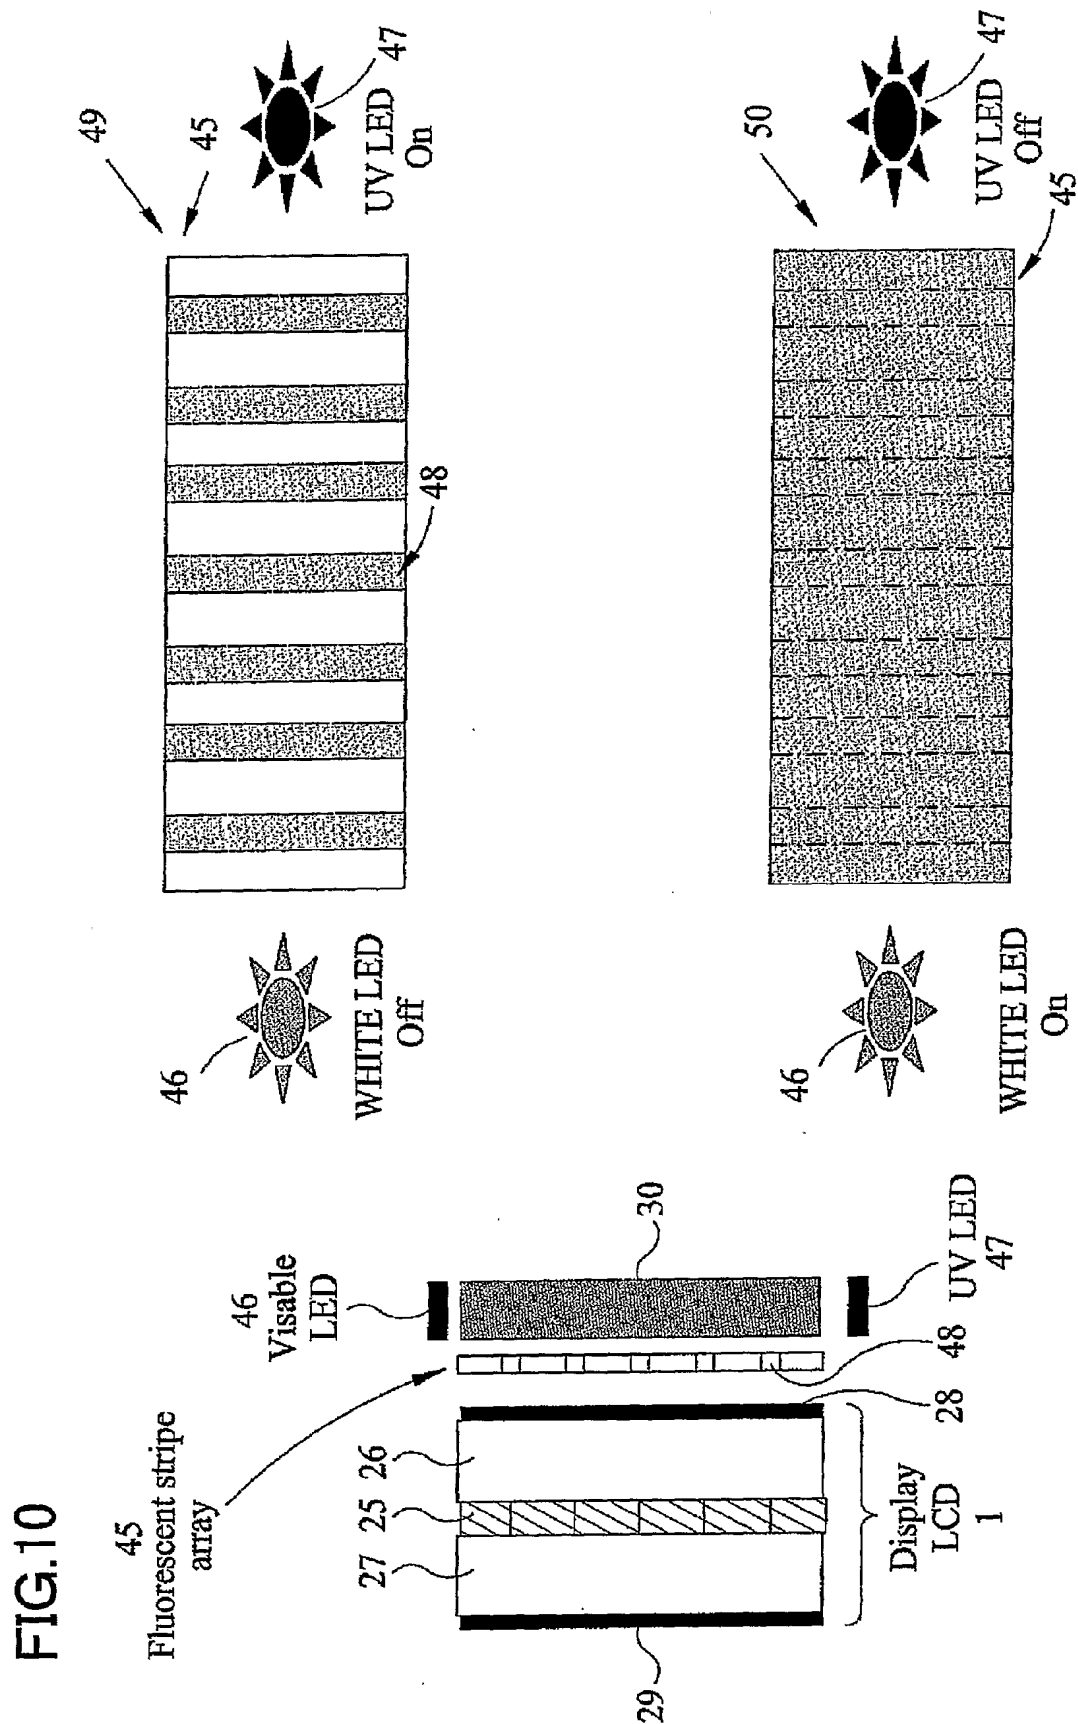 FIG.10
45
Fluorescent stripe
array
46
Visable
LED
27
25
26
30
29
28
48
UV LED
47
Display
LCD
1
46
WHITE LED
Off
49
45
48
47
UV LED
On
46
WHITE LED
On
50
45
47
UV LED
Off